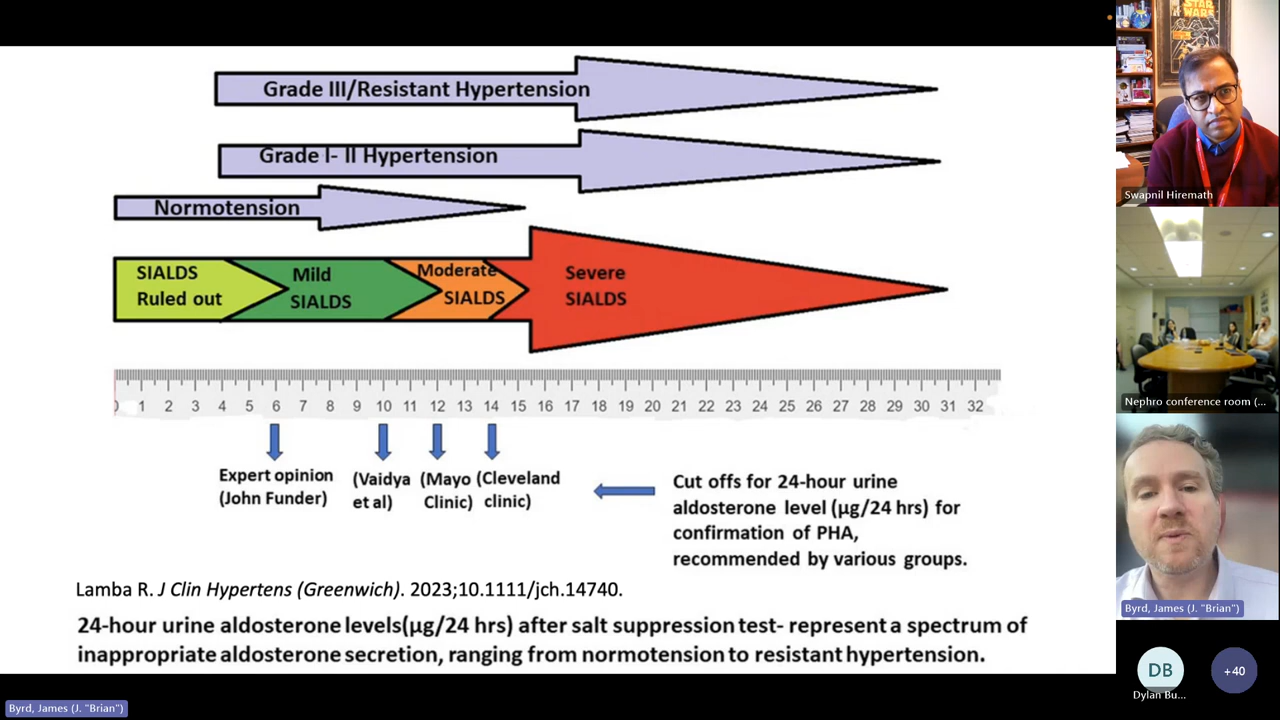 Grade III/Resistant Hypertension
Grade I- II Hypertension
Normotension
SIALDS
Ruled out
Mild
SIALDS
Moderate
SIALDS
Severe
SIALDS
0 1 2 3 4 5 6 7 8 9 10 11 12 13 14 15 16 17 18 19 20 21 22 23 24 25 26 27 28 29 30 31 32
Expert opinion
(John Funder)
(Vaidya
et al)
(Mayo
Clinic)
(Cleveland
clinic)
Cut offs for 24-hour urine
aldosterone level (µg/24 hrs) for
confirmation of PHA,
recommended by various groups.
Lamba R. J Clin Hypertens (Greenwich). 2023;10.1111/jch.14740.
24-hour urine aldosterone levels(µg/24 hrs) after salt suppression test- represent a spectrum of
inappropriate aldosterone secretion, ranging from normotension to resistant hypertension.
Byrd, James (J. "Brian")
STAR
WARS
Swapnil Hiremath
Nephro conference room (...
Byrd, James (J. "Brian")
DB
Dylan Bu...
+40